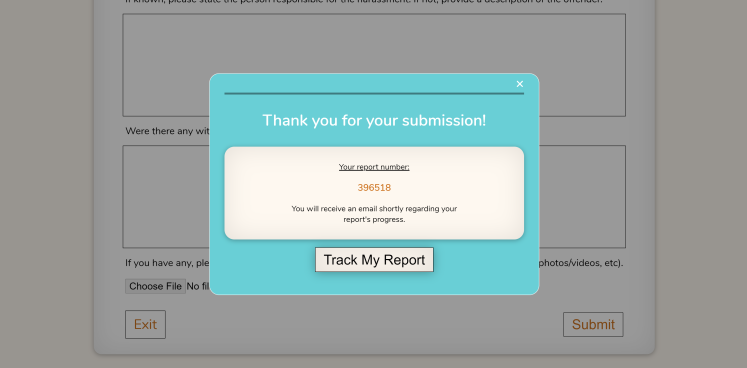 If known, please state the person responsible for the harassment. If not, provide a description of the offender.
×
Thank you for your submission!
Your report number:
396518
You will receive an email shortly regarding your
report's progress.
Track My Report
Were there any wit
If you have any, ple
photos/videos, etc).
Choose File No fil
Exit
Submit